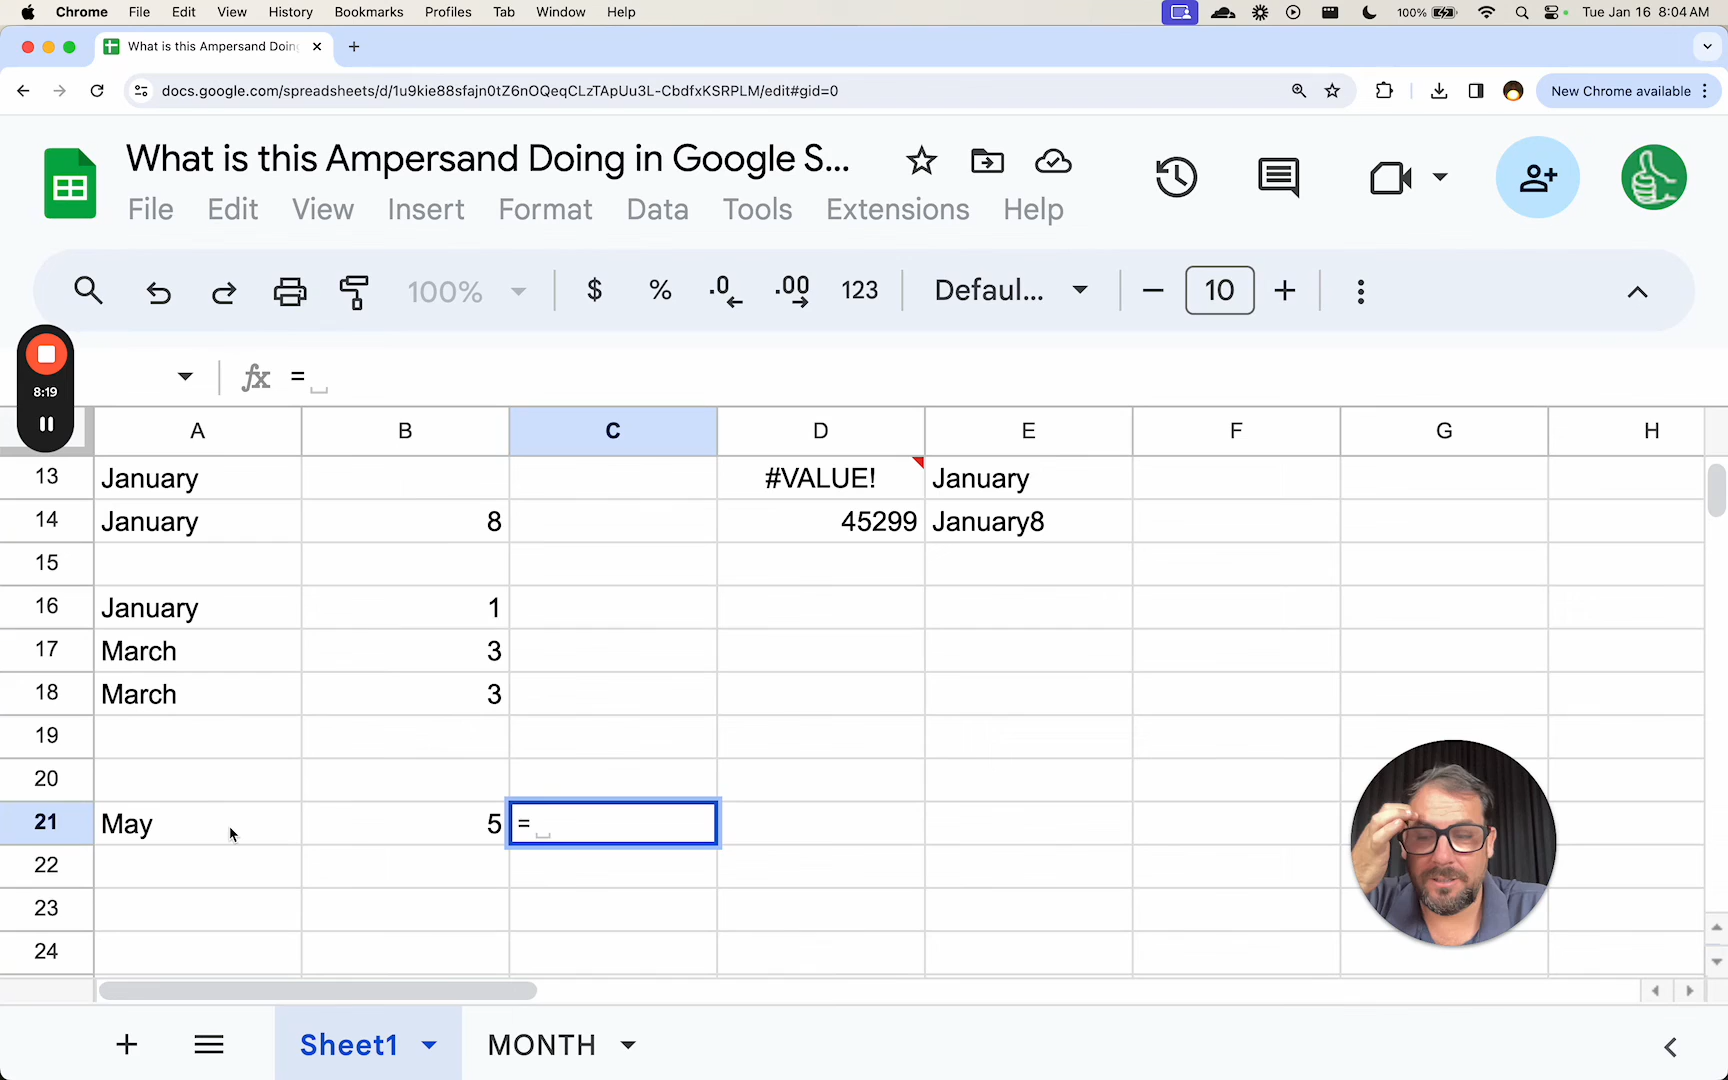 Chrome File Edit View History Bookmarks Profiles Tab Window Help 100% Tue Jan 16 8:04 AM
What is this Ampersand Doin
docs.google.com/spreadsheets/d/1u9kie88sfajn0tZ6nOQeqCLzTApUu3L-CbdfxKSRPLM/edit#gid=0 New Chrome available
What is this Ampersand Doing in Google S...
File Edit View Insert Format Data Tools Extensions Help
100% $ % .0 .00 123 Defaul... 10
8:19
fx =
A B C D E F G H
13 January #VALUE! January
14 January 8 45299 January8
15
16 January 1
17 March 3
18 March 3
19
20
21 May 5 =
22
23
24
Sheet1 MONTH